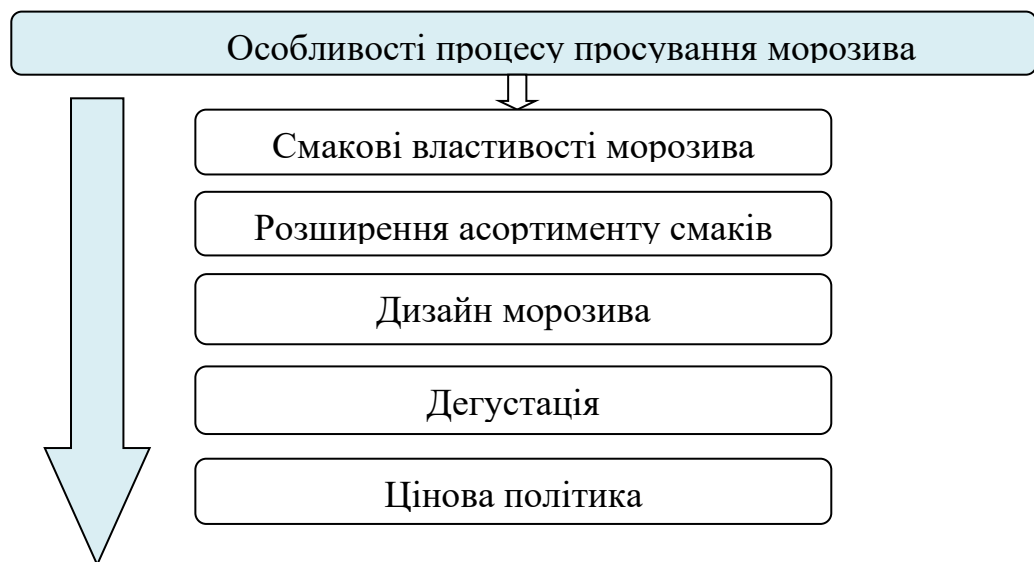 Особливості процесу просування морозива
Смакові властивості морозива
Розширення асортименту смаків
Дизайн морозива
Дегустація
Цінова політика